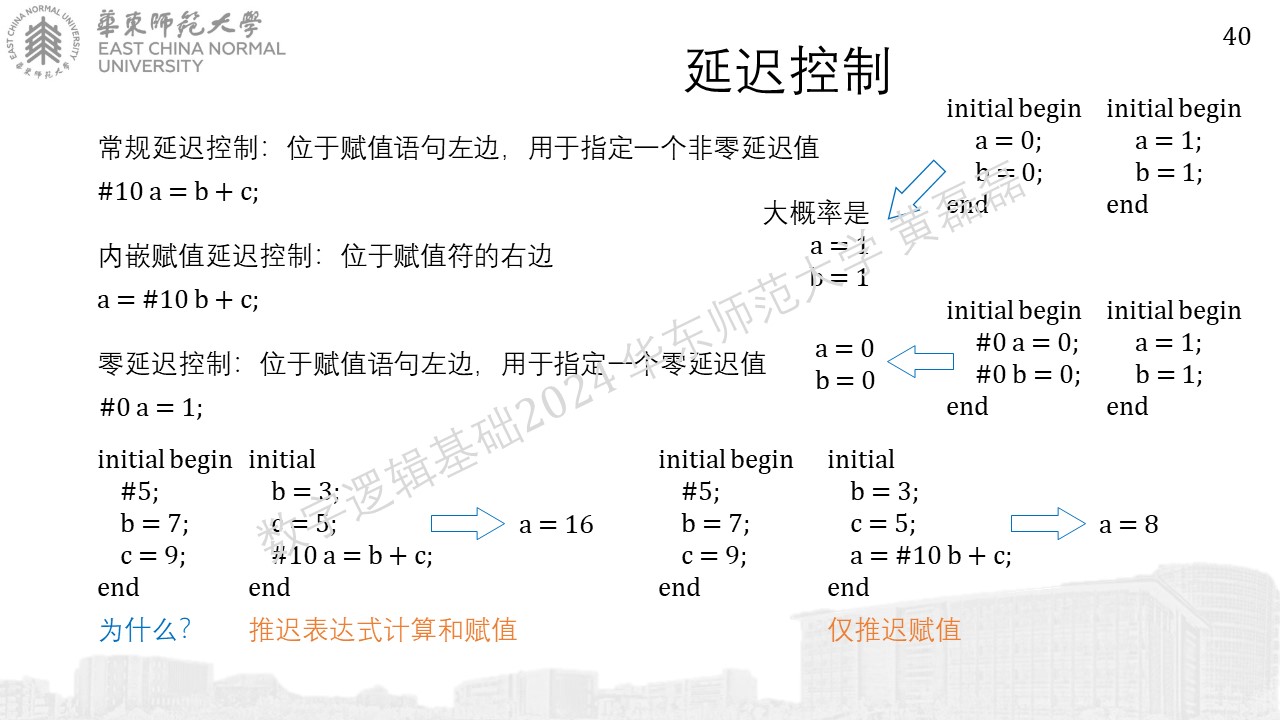 華東師範大學
EAST CHINA NORMAL
UNIVERSITY
40
延迟控制
常规延迟控制：位于赋值语句左边，用于指定一个非零延迟值
#10 a = b + c;
内嵌赋值延迟控制：位于赋值符的右边
a = #10 b + c;
零延迟控制：位于赋值语句左边，用于指定一个零延迟值
#0 a = 1;
initial begin
a = 0;
b = 0;
end
initial begin
a = 1;
b = 1;
end
大概率是
a = 1
b = 1
initial begin
#0 a = 0;
#0 b = 0;
end
initial begin
a = 1;
b = 1;
end
a = 0
b = 0
initial begin
#5;
b = 7;
c = 9;
end
为什么？
initial
b = 3;
c = 5;
#10 a = b + c;
end
推迟表达式计算和赋值
a = 16
initial begin
#5;
b = 7;
c = 9;
end
initial
b = 3;
c = 5;
a = #10 b + c;
end
仅推迟赋值
a = 8
数字逻辑基础2024 华东师范大学 黄磊磊
EAST CHINA NORMAL UNIVERSITY
華東师范大学